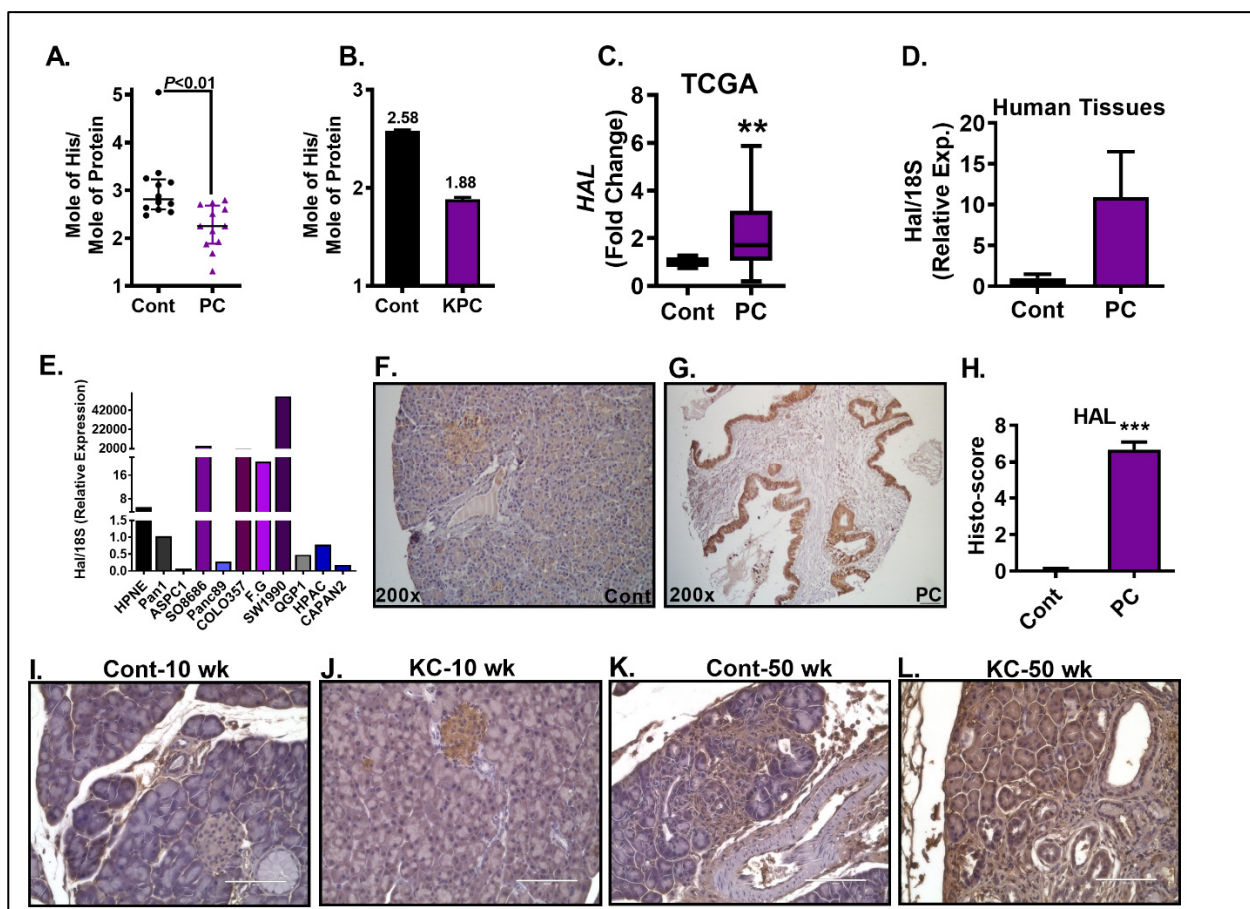 A.
P<0.01
Mole of His/
Mole of Protein
5
4
3
2
1
Cont PC
B.
Mole of His/
Mole of Protein
3
2
1
2.58
1.88
Cont KPC
C.
TCGA
**
HAL
(Fold Change)
8
6
4
2
0
Cont PC
D.
Human Tissues
Hal/18S
(Relative Exp.)
20
15
10
5
0
Cont PC
E.
Hal/18S (Relative Expression)
42000
22000
2000
16
8
1.5
1.0
0.5
0.0
HPNE
Pan1
ASPC1
SO8686
Panc89
COLO357
F.G
SW1990
QGP1
HPAC
CAPAN2
F.
200x Cont
G.
200x PC
H.
HAL
***
Histo-score
8
6
4
2
0
Cont
PC
I.
Cont-10 wk
J.
KC-10 wk
K.
Cont-50 wk
L.
KC-50 wk